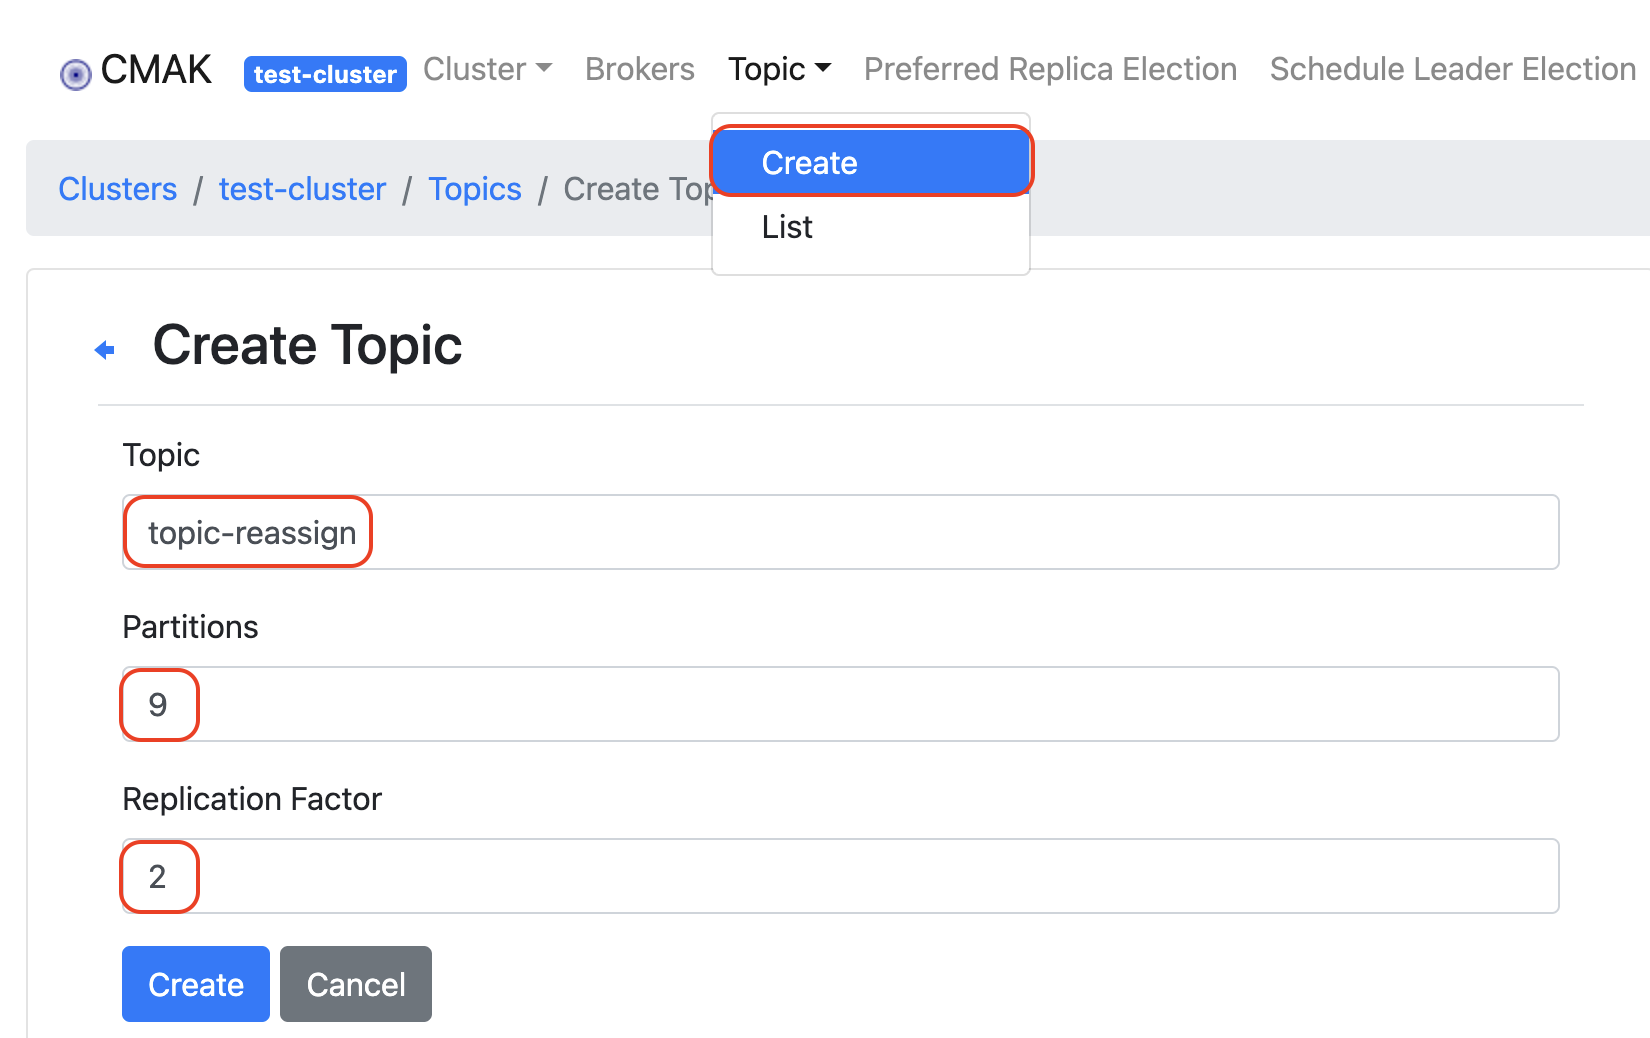 CMAK test-cluster Cluster Brokers Topic Preferred Replica Election Schedule Leader Election
Create
Clusters / test-cluster / Topics / Create Top
List
Create Topic
Topic
topic-reassign
Partitions
9
Replication Factor
2
Create Cancel